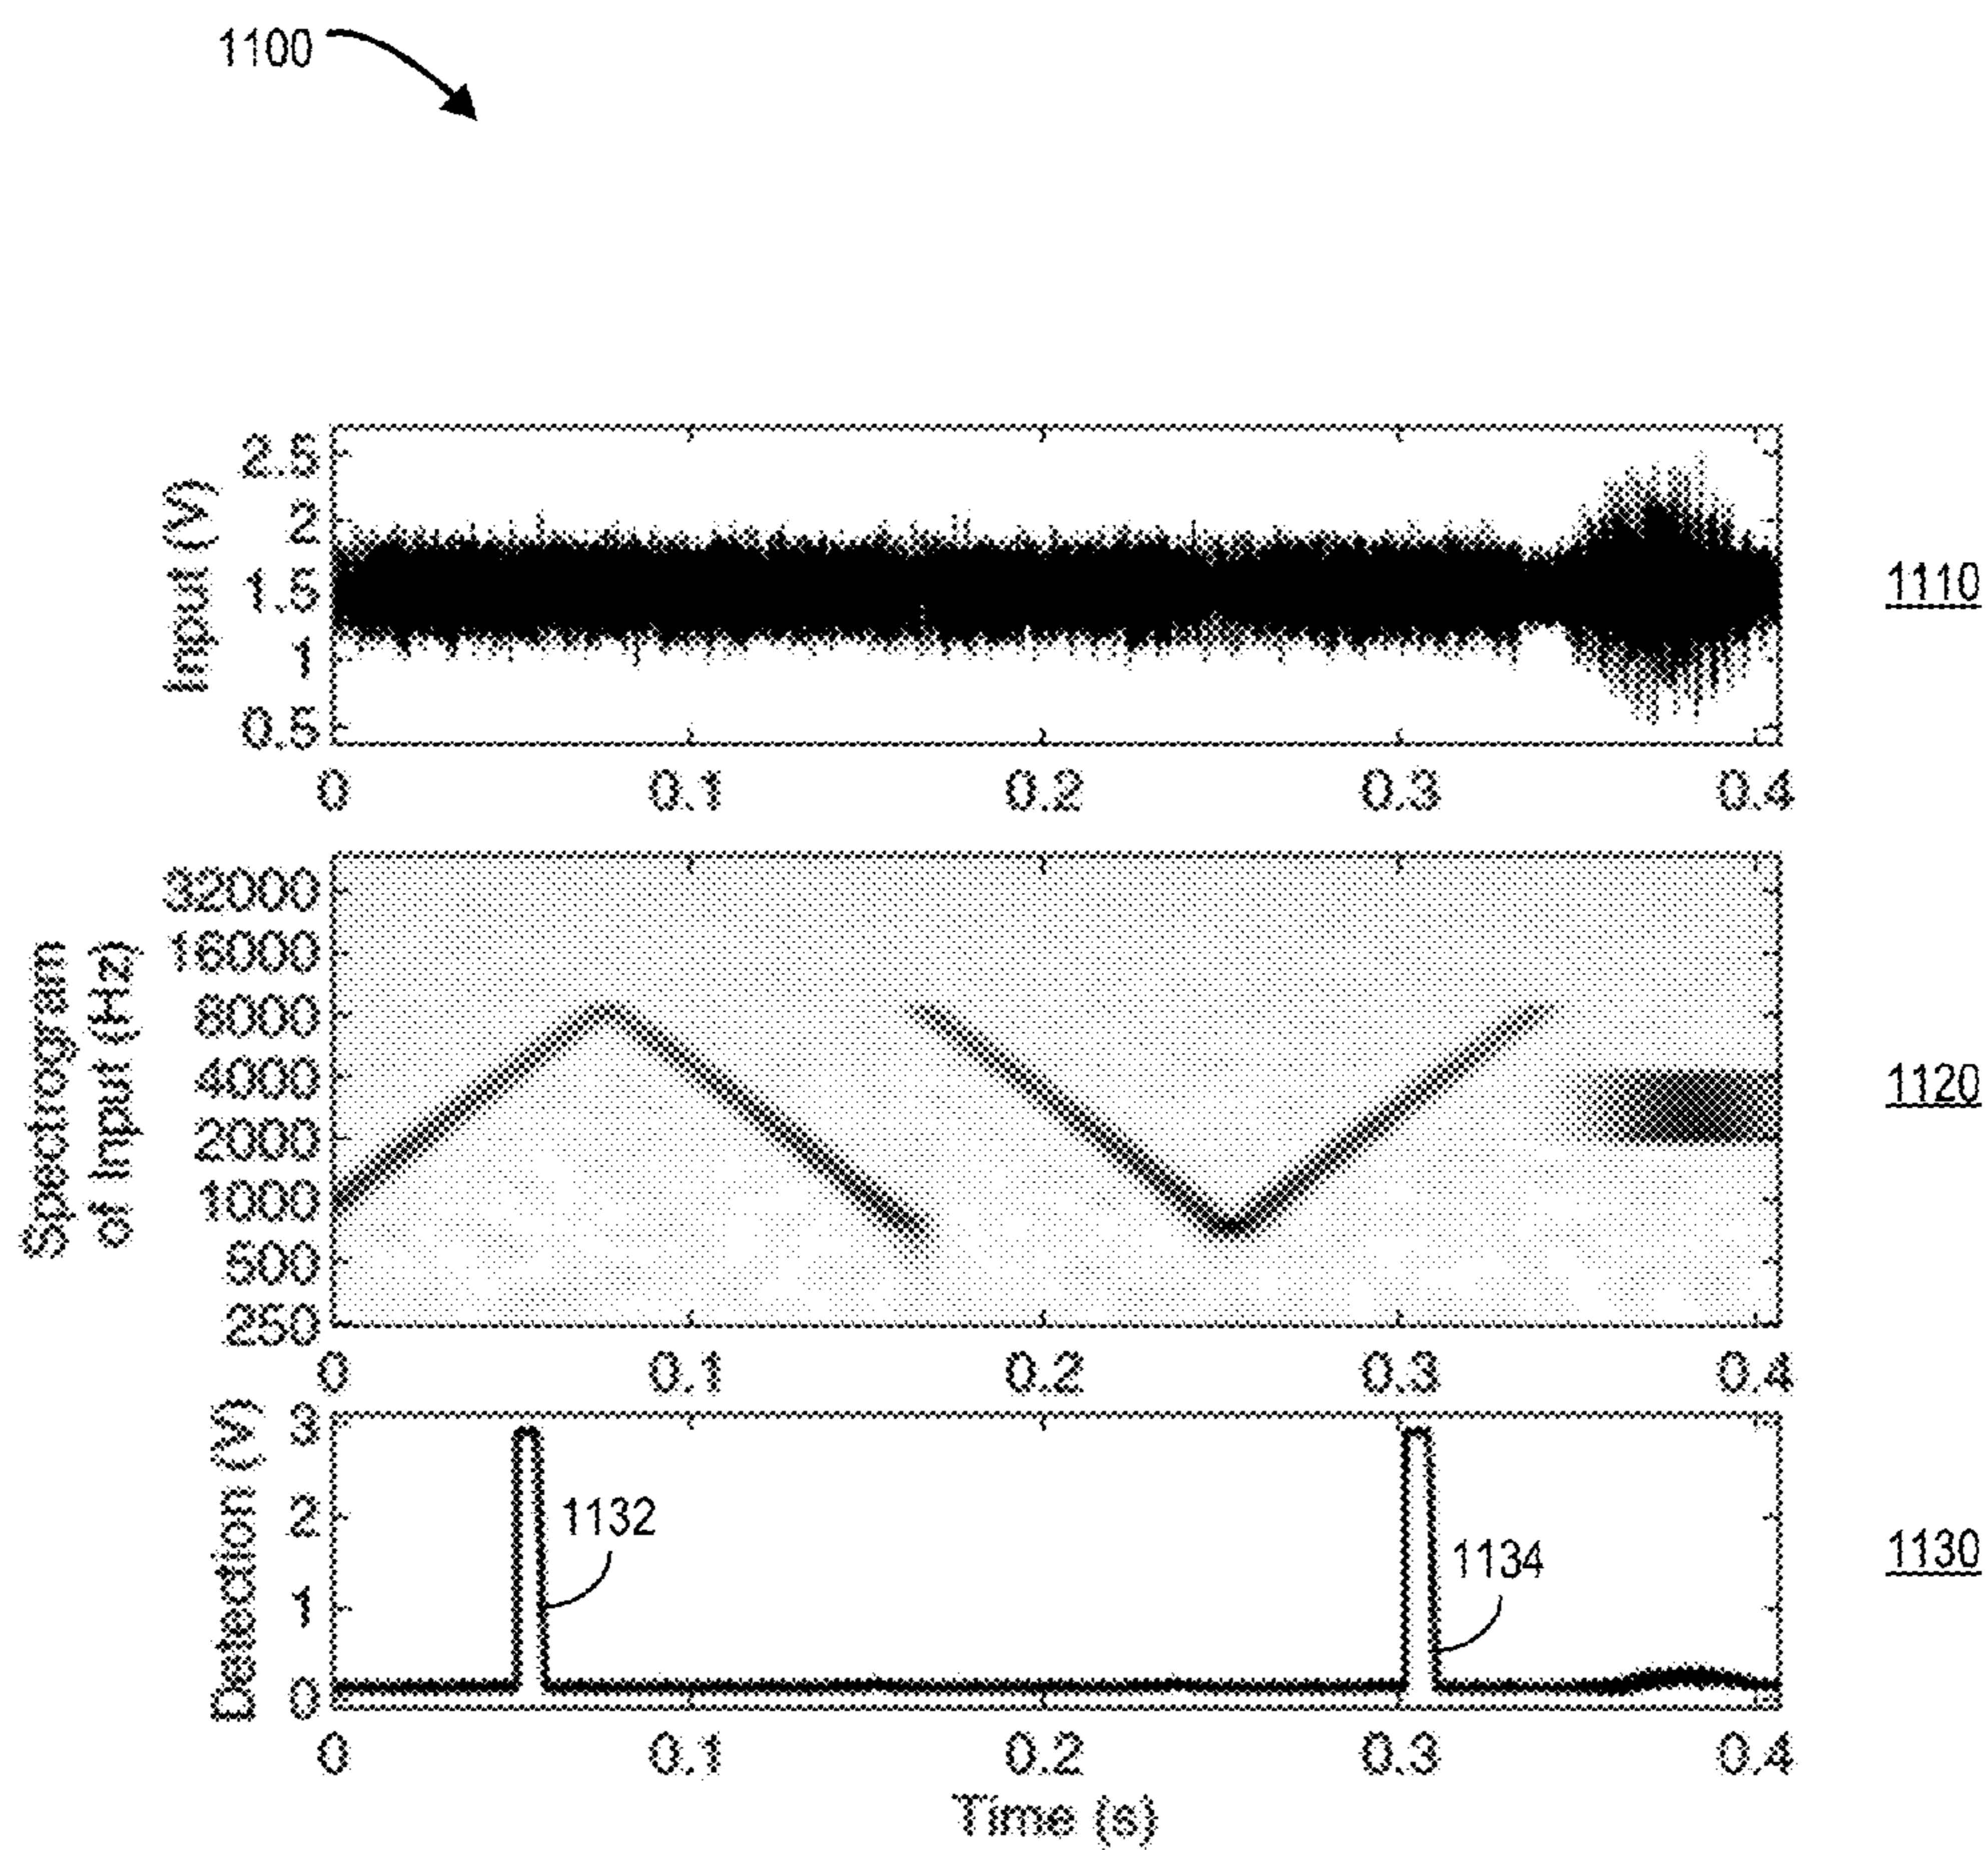 1100
Input (V)
2.5
2
1.5
1
0.5
0 0.1 0.2 0.3 0.4
1110
Spectrogram
of Input (Hz)
32000
16000
8000
4000
2000
1000
500
250
0 0.1 0.2 0.3 0.4
1120
Detection (V)
3
2
1
0
1132
1134
0 0.1 0.2 0.3 0.4
Time (s)
1130